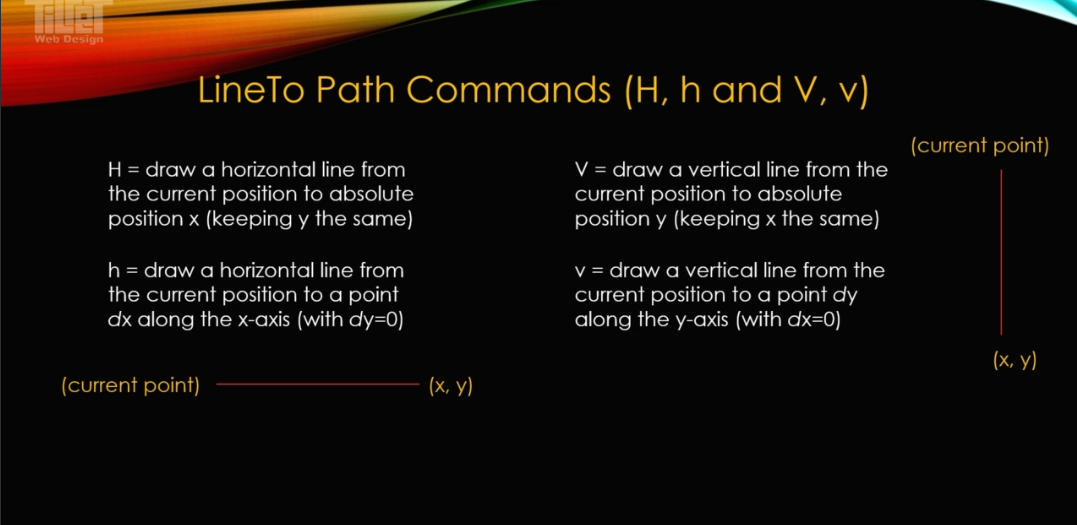 TilTeT
Web Design
LineTo Path Commands (H, h and V, v)
H = draw a horizontal line from
the current position to absolute
position x (keeping y the same)
h = draw a horizontal line from
the current position to a point
dx along the x-axis (with dy=0)
(current point)
(x, y)
V = draw a vertical line from the
current position to absolute
position y (keeping x the same)
v = draw a vertical line from the
current position to a point dy
along the y-axis (with dx=0)
(current point)
(x, y)